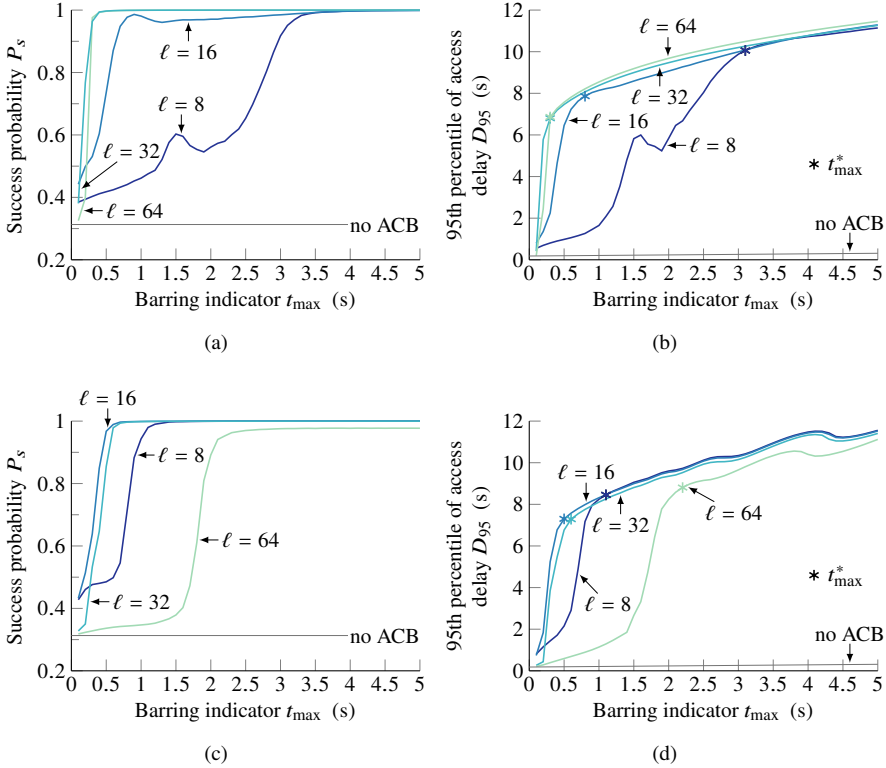 Success probability P_s
1
0.8
0.6
0.4
0.2
ℓ = 16
ℓ = 8
ℓ = 32
ℓ = 64
no ACB
0 0.5 1 1.5 2 2.5 3 3.5 4 4.5 5
Barring indicator t_max (s)
(a)
95th percentile of access
delay D_95 (s)
12
10
8
6
4
2
0
ℓ = 64
ℓ = 32
ℓ = 16
ℓ = 8
* t*_max
no ACB
0 0.5 1 1.5 2 2.5 3 3.5 4 4.5 5
Barring indicator t_max (s)
(b)
Success probability P_s
1
0.8
0.6
0.4
0.2
ℓ = 16
ℓ = 8
ℓ = 64
ℓ = 32
no ACB
0 0.5 1 1.5 2 2.5 3 3.5 4 4.5 5
Barring indicator t_max (s)
(c)
95th percentile of access
delay D_95 (s)
12
10
8
6
4
2
0
ℓ = 16
ℓ = 32
ℓ = 64
ℓ = 8
* t*_max
no ACB
0 0.5 1 1.5 2 2.5 3 3.5 4 4.5 5
Barring indicator t_max (s)
(d)